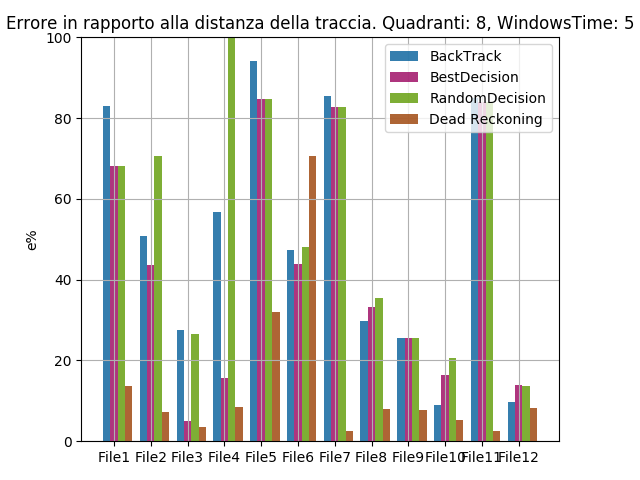 Errore in rapporto alla distanza della traccia. Quadranti: 8, WindowsTime: 5
100
80
60
40
20
0
e%
BackTrack
BestDecision
RandomDecision
Dead Reckoning
File1 File2 File3 File4 File5 File6 File7 File8 File9 File10 File11 File12